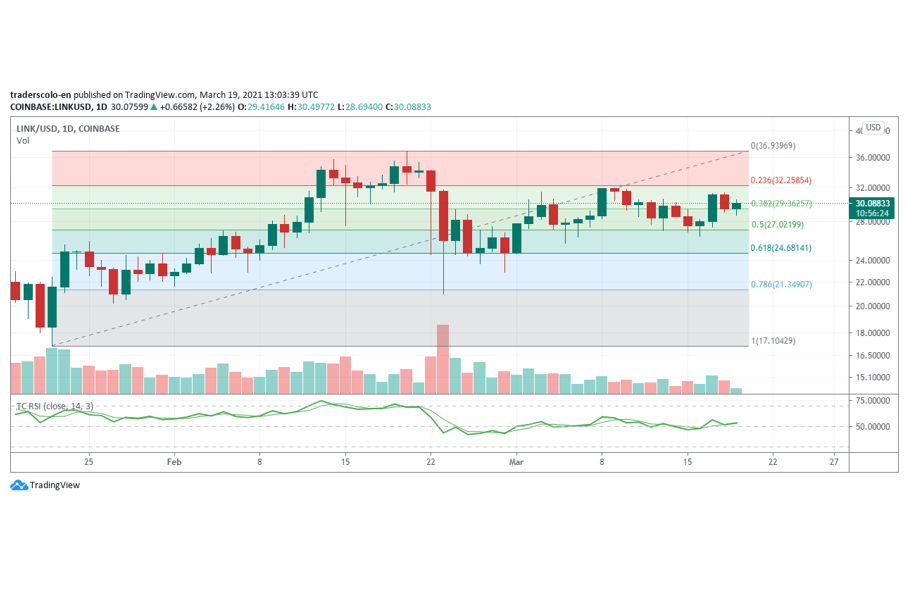 traderscolo-en published on TradingView.com, March 19, 2021 13:03:39 UTC
COINBASE:LINKUSD, 1D 30.07599 ▲ +0.66582 (+2.26%) O:29.41646 H:30.49772 L:28.69400 C:30.08833
LINK/USD, 1D, COINBASE
Vol
USD
0(36.93969)
36.00000
0.236(32.25854)
32.00000
0.382(29.36257)
30.08833
10:56:24
28.00000
0.5(27.02199)
0.618(24.68141)
24.00000
0.786(21.34907)
22.00000
20.00000
1(17.10429)
18.00000
16.50000
15.10000
TC RSI (close, 14, 3)
75.00000
50.00000
25 Feb 8 15 22 Mar 8 15 22 27
TradingView